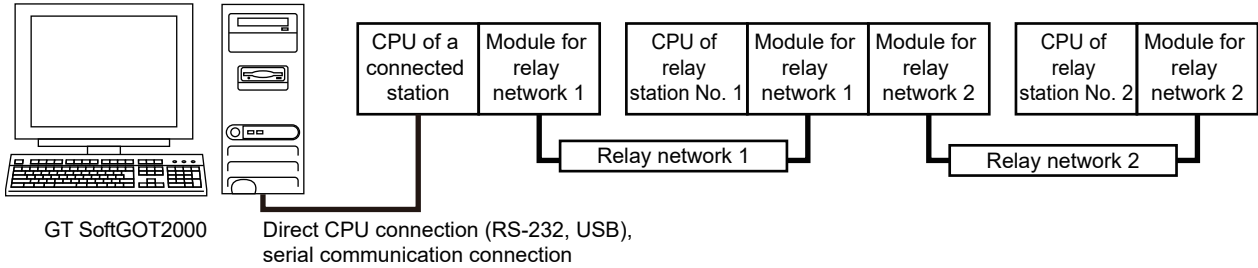 CPU of a
connected
station
Module for
relay
network 1
CPU of
relay
station No. 1
Module for
relay
network 1
Module for
relay
network 2
CPU of
relay
station No. 2
Module for
relay
network 2
Relay network 1
Relay network 2
GT SoftGOT2000
Direct CPU connection (RS-232, USB),
serial communication connection